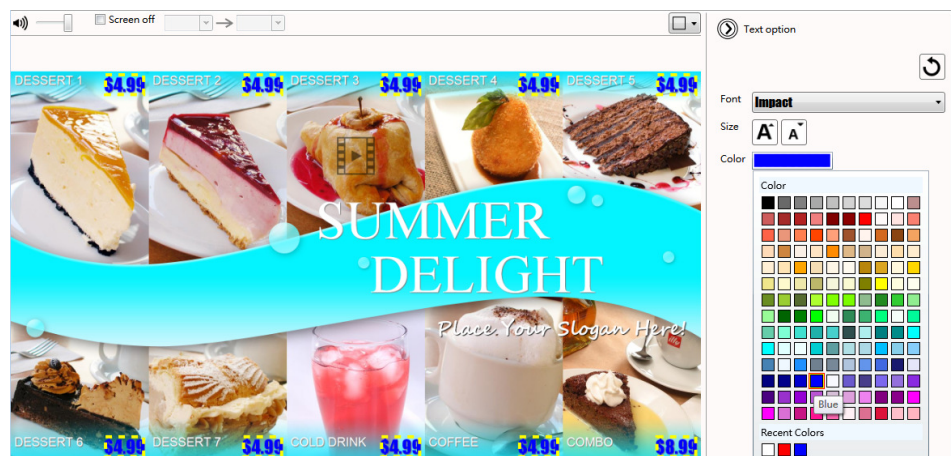 Screen off
Text option
Font Impact
Size A A
Color
Color
Blue
Recent Colors
DESSERT 1 $4.99 DESSERT 2 $4.99 DESSERT 3 $4.99 DESSERT 4 $4.99 DESSERT 5 $4.99
SUMMER
DELIGHT
Place Your Slogan Here!
DESSERT 6 $4.99 DESSERT 7 $4.99 COLD DRINK $4.99 COFFEE $4.99 COMBO $8.99